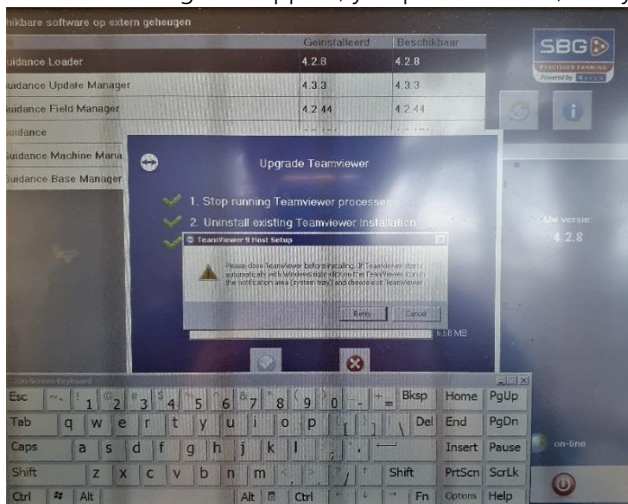 hikbare software op extern geheugen
Geïnstalleerd Beschikbaar
uidance Loader 4.2.8 4.2.8
uidance Update Manager 4.3.3 4.3.3
uidance Field Manager 4.2.44 4.2.44
uidance
uidance Machine Mana
uidance Base Manager
SBG
PRECISION FARMING
Powered by
Uw versie:
4.2.8
on-line
Upgrade Teamviewer
1. Stop running Teamviewer processes
2. Uninstall existing Teamviewer installation
TeamViewer 9 Host Setup
Please close TeamViewer before installing. If TeamViewer starts
automatically with Windows
the notification area (system tray) and choose exit TeamViewer
Retry Cancel
6.68 MB
On-Screen Keyboard
Esc ~ ` ! 1 @ 2 # 3 $ 4 % 5 ^ 6 & 7 * 8 ( 9 ) 0 _ - + = Bksp Home PgUp
Tab q w e r t y u i o p { [ } ] | \ Del End PgDn
Caps a s d f g h j k l : ; " ' Insert Pause
Shift z x c v b n m < , > . ? / ↑ Shift PrtScn ScrLk
Ctrl Alt Alt Ctrl ← ↓ → Fn Options Help